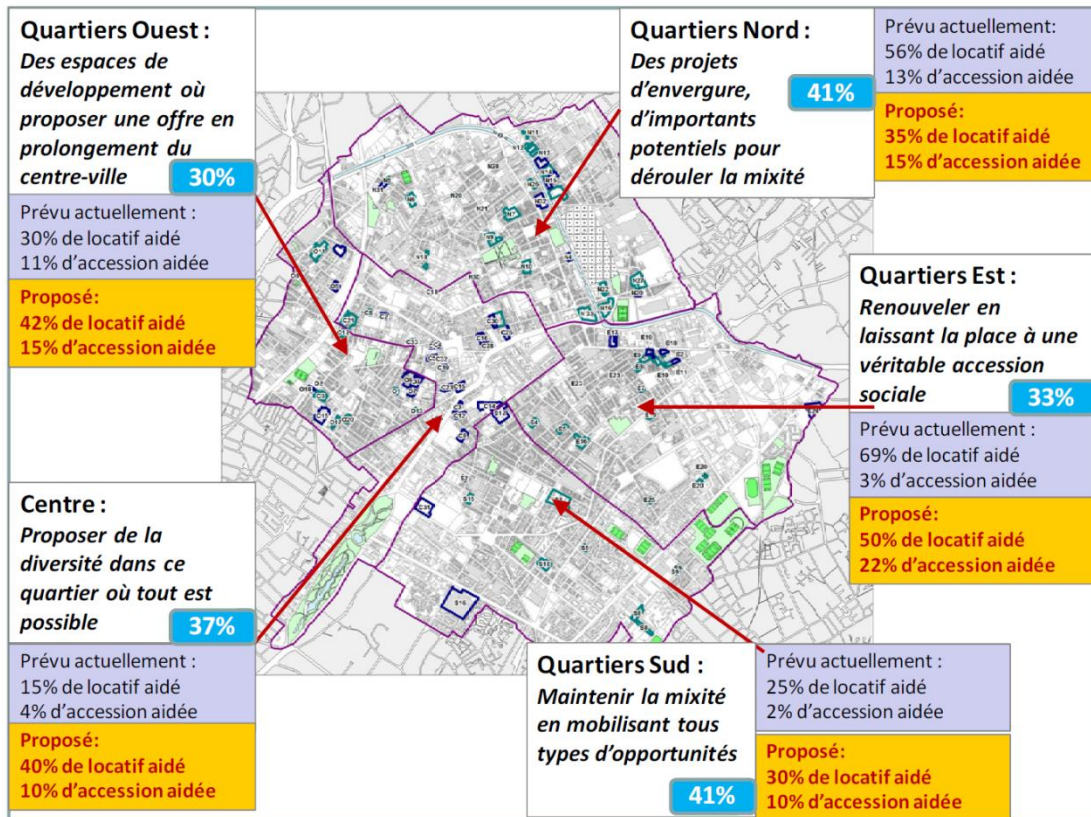 Quartiers Ouest :
Des espaces de
développement où
proposer une offre en
prolongement du
centre-ville
30%
Prévu actuellement :
30% de locatif aidé
11% d'accession aidée
Proposé:
42% de locatif aidé
15% d'accession aidée
Quartiers Nord :
Des projets
d'envergure,
d'importants
potentiels pour
dérouler la mixité
41%
Prévu actuellement:
56% de locatif aidé
13% d'accession aidée
Proposé:
35% de locatif aidé
15% d'accession aidée
Quartiers Est :
Renouveler en
laissant la place à une
véritable accession
sociale
33%
Prévu actuellement :
69% de locatif aidé
3% d'accession aidée
Proposé:
50% de locatif aidé
22% d'accession aidée
Centre :
Proposer de la
diversité dans ce
quartier où tout est
possible
37%
Prévu actuellement :
15% de locatif aidé
4% d'accession aidée
Proposé:
40% de locatif aidé
10% d'accession aidée
Quartiers Sud :
Maintenir la mixité
en mobilisant tous
types d'opportunités
41%
Prévu actuellement :
25% de locatif aidé
2% d'accession aidée
Proposé:
30% de locatif aidé
10% d'accession aidée
N11
N7
E23
E25
S16